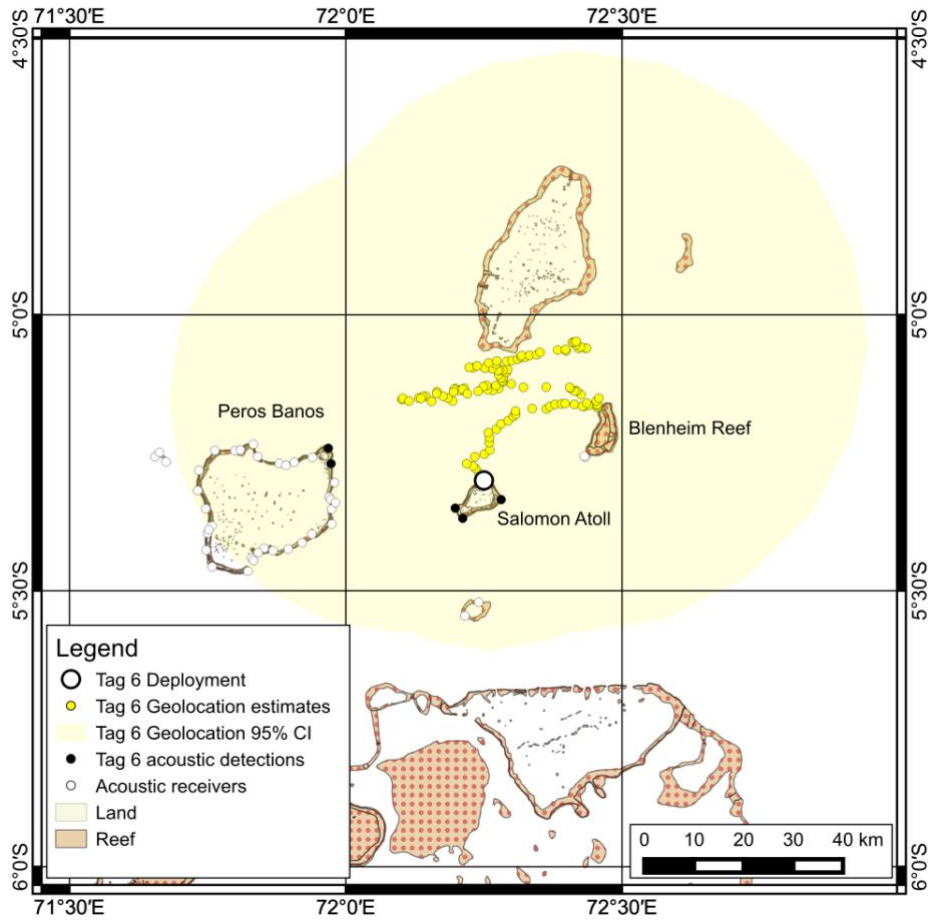 71°30'E 72°0'E 72°30'E
4°30'S 4°30'S
5°0'S 5°0'S
Peros Banos
Blenheim Reef
Salomon Atoll
5°30'S 5°30'S
Legend
Tag 6 Deployment
Tag 6 Geolocation estimates
Tag 6 Geolocation 95% CI
Tag 6 acoustic detections
Acoustic receivers
Land
Reef
0 10 20 30 40 km
6°0'S 6°0'S
71°30'E 72°0'E 72°30'E